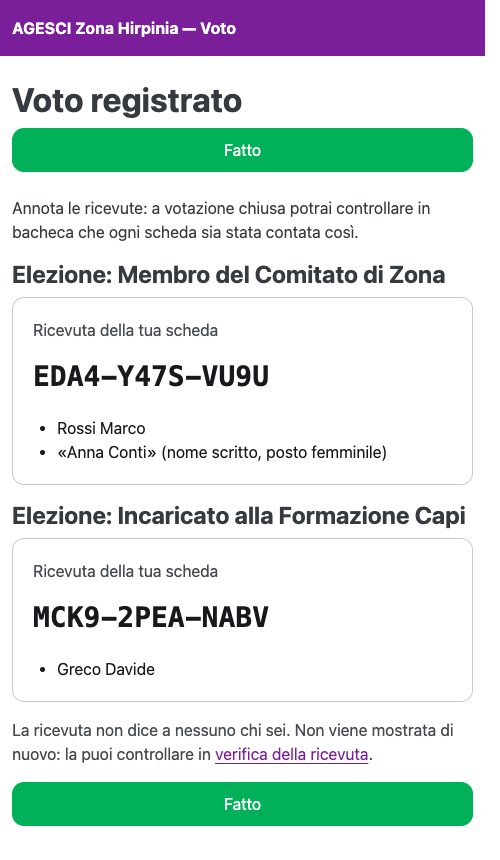 AGESCI Zona Hirpinia — Voto
Voto registrato
Fatto
Annota le ricevute: a votazione chiusa potrai controllare in
bacheca che ogni scheda sia stata contata così.
Elezione: Membro del Comitato di Zona
Ricevuta della tua scheda
EDA4–Y47S–VU9U
• Rossi Marco
• «Anna Conti» (nome scritto, posto femminile)
Elezione: Incaricato alla Formazione Capi
Ricevuta della tua scheda
MCK9–2PEA–NABV
• Greco Davide
La ricevuta non dice a nessuno chi sei. Non viene mostrata di
nuovo: la puoi controllare in verifica della ricevuta.
Fatto